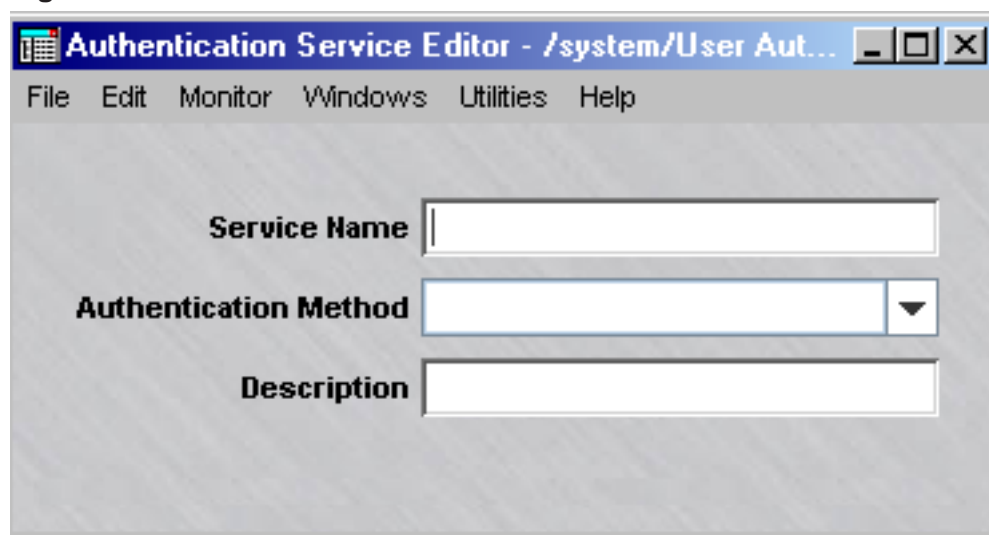 Authentication Service Editor - /system/User Aut...
File Edit Monitor Windows Utilities Help
Service Name
Authentication Method
Description